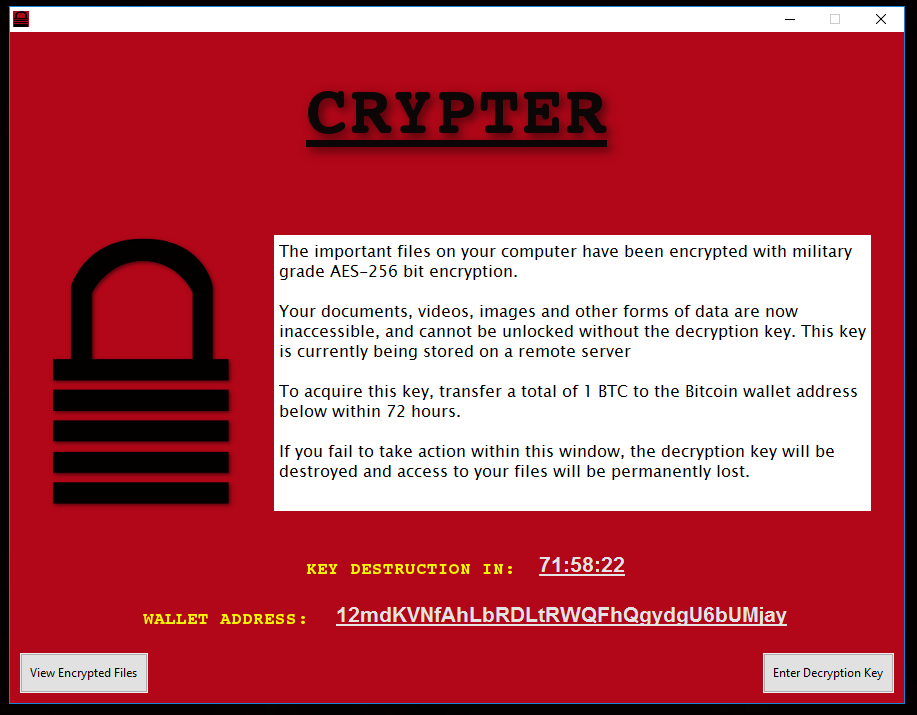 CRYPTER
The important files on your computer have been encrypted with military
grade AES-256 bit encryption.
Your documents, videos, images and other forms of data are now
inaccessible, and cannot be unlocked without the decryption key. This key
is currently being stored on a remote server
To acquire this key, transfer a total of 1 BTC to the Bitcoin wallet address
below within 72 hours.
If you fail to take action within this window, the decryption key will be
destroyed and access to your files will be permanently lost.
KEY DESTRUCTION IN: 71:58:22
WALLET ADDRESS: 12mdKVNfAhLbRDLtRWQFhQgydgU6bUMjay
View Encrypted Files Enter Decryption Key